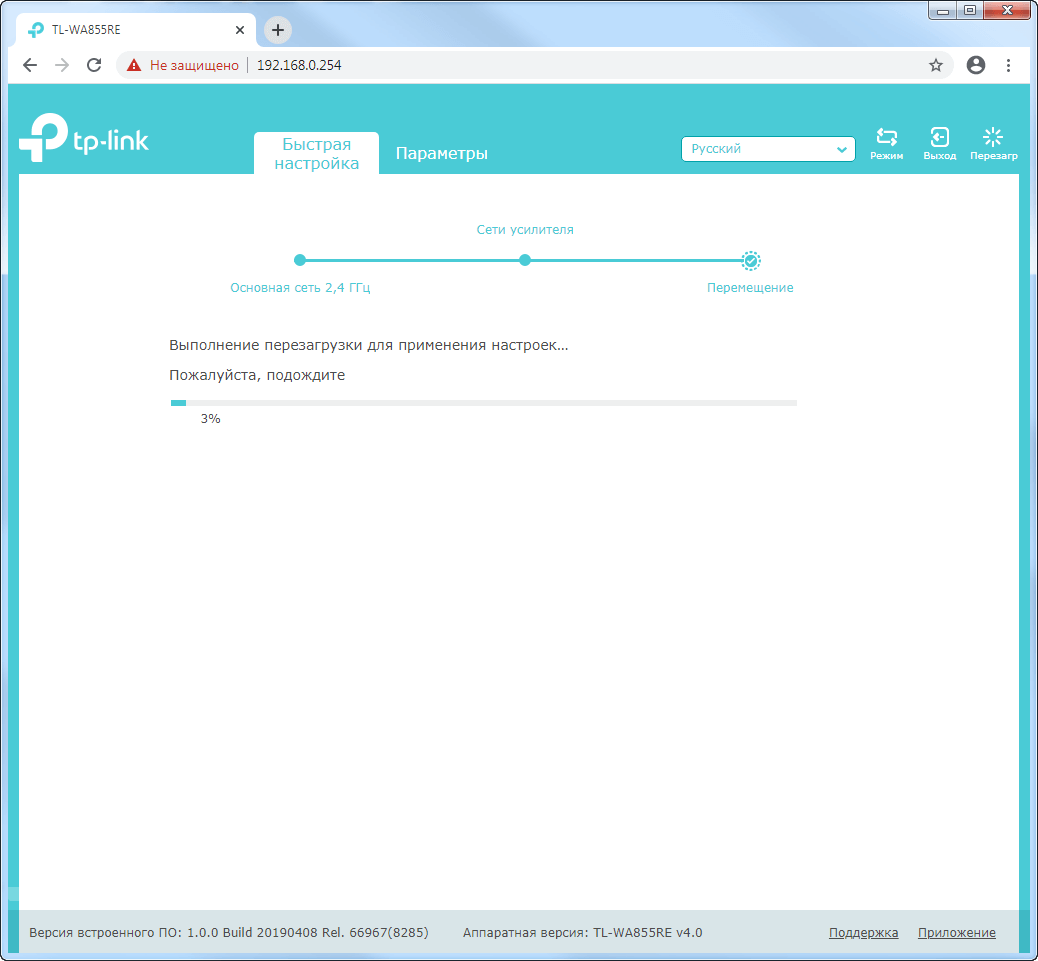 TL-WA855RE
Не защищено
192.168.0.254
tp-link
Быстрая
настройка
Параметры
Русский
Режим
Выход
Перезагр
Сети усилителя
Основная сеть 2,4 ГГц
Перемещение
Выполнение перезагрузки для применения настроек...
Пожалуйста, подождите
3%
Версия встроенного ПО: 1.0.0 Build 20190408 Rel. 66967(8285)
Аппаратная версия: TL-WA855RE v4.0
Поддержка
Приложение